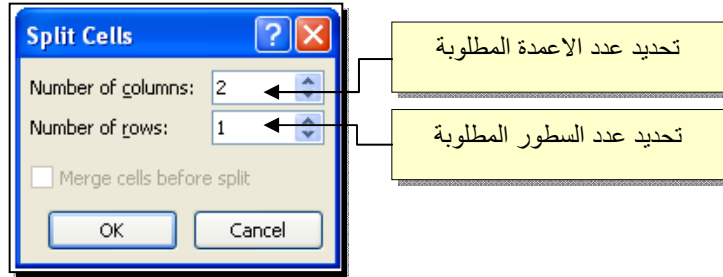 Split Cells
Number of columns: 2
Number of rows: 1
Merge cells before split
OK Cancel
تحديد عدد الاعمدة المطلوبة
تحديد عدد السطور المطلوبة